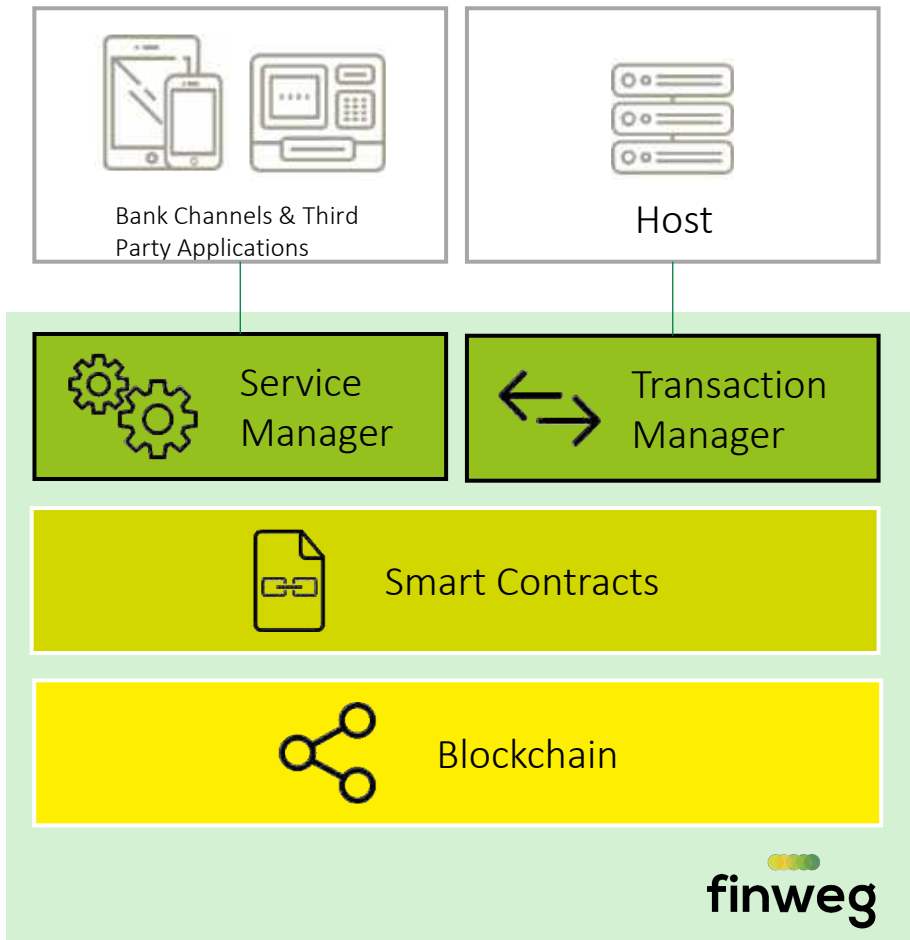 Bank Channels & Third
Party Applications
Host
Service
Manager
Transaction
Manager
Smart Contracts
Blockchain
finweg